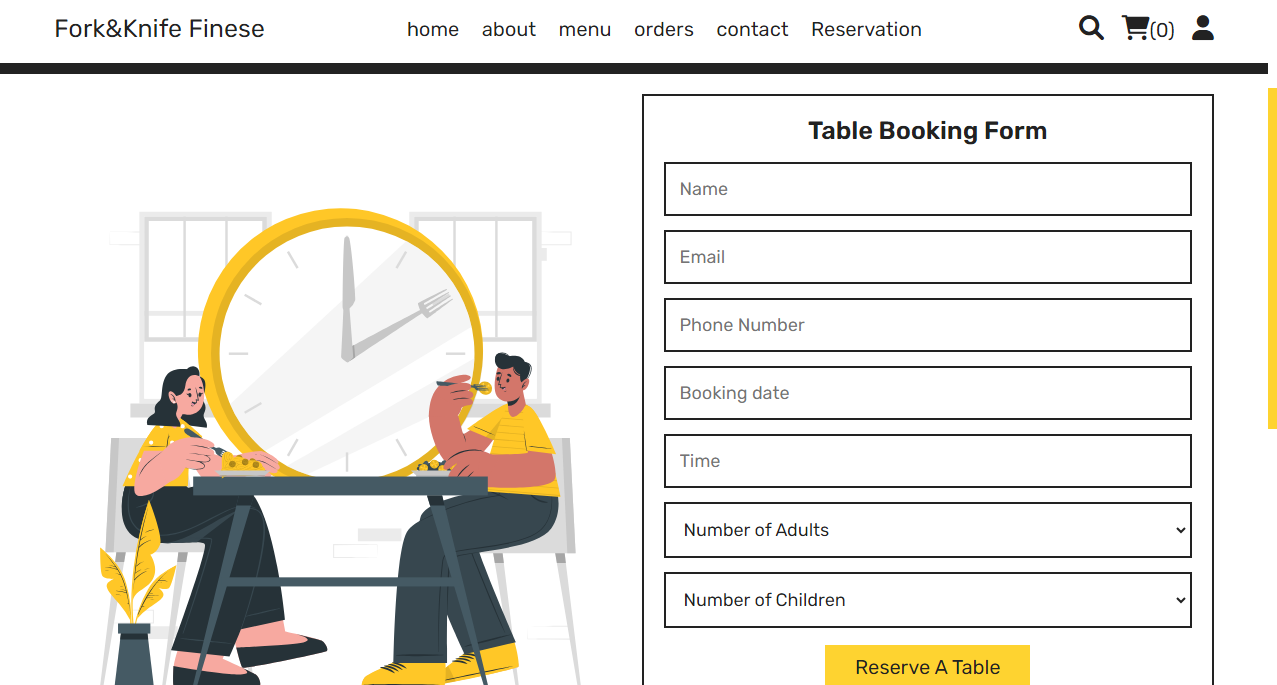 Fork&Knife Finese
home about menu orders contact Reservation
(0)
Table Booking Form
Name
Email
Phone Number
Booking date
Time
Number of Adults
Number of Children
Reserve A Table